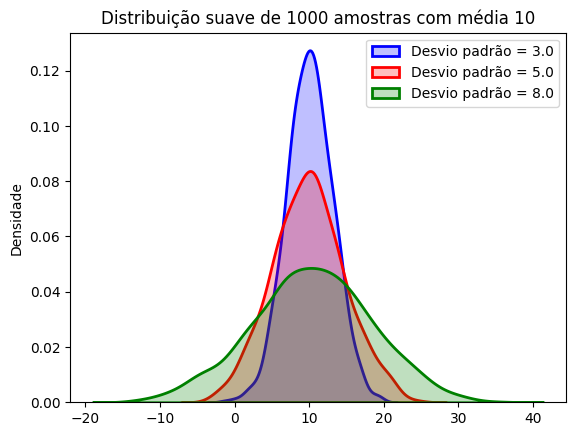 Distribuição suave de 1000 amostras com média 10
Desvio padrão = 3.0
Desvio padrão = 5.0
Desvio padrão = 8.0
Densidade
0.12
0.10
0.08
0.06
0.04
0.02
0.00
−20 −10 0 10 20 30 40